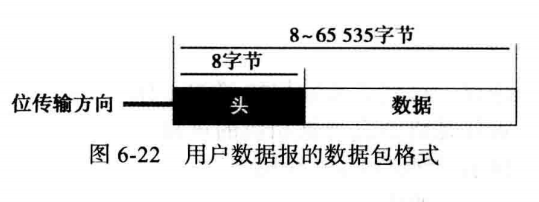 8~65 535字节
8字节
位传输方向 头 数据
图 6-22 用户数据报的数据包格式